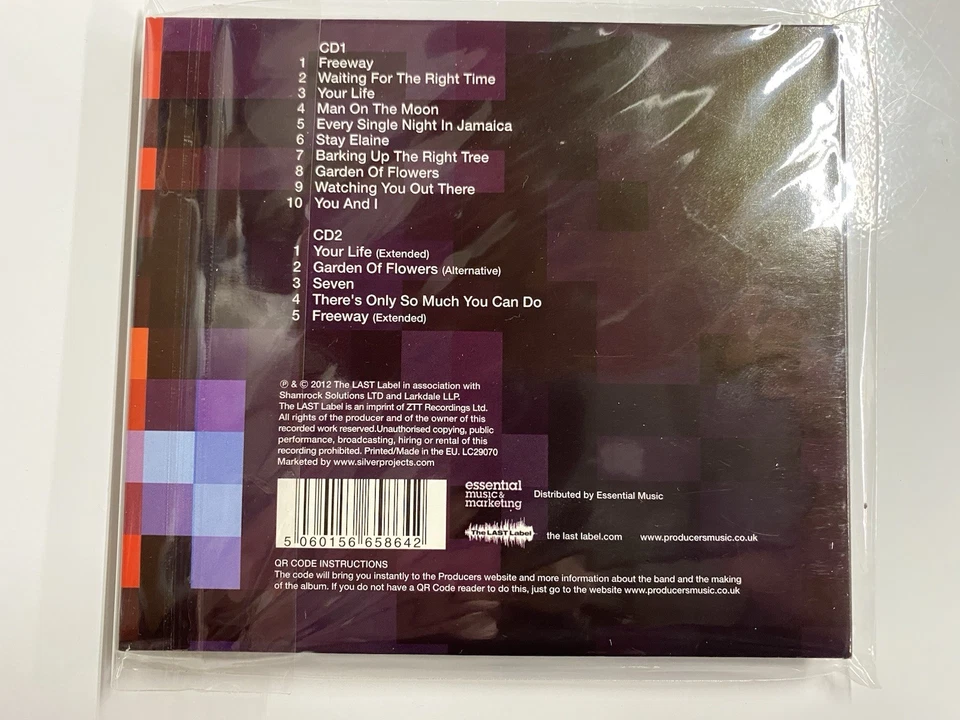 CD1
1 Freeway
2 Waiting For The Right Time
3 Your Life
4 Man On The Moon
5 Every Single Night In Jamaica
6 Stay Elaine
7 Barking Up The Right Tree
8 Garden Of Flowers
9 Watching You Out There
10 You And I
CD2
1 Your Life (Extended)
2 Garden Of Flowers (Alternative)
3 Seven
4 There's Only So Much You Can Do
5 Freeway (Extended)
℗ & © 2012 The LAST Label in association with
Shamrock Solutions LTD and Larkdale LLP.
The LAST Label is an imprint of ZTT Recordings Ltd.
All rights of the producer and of the owner of this
recorded work reserved.Unauthorised copying, public
performance, broadcasting, hiring or rental of this
recording prohibited. Printed/Made in the EU. LC29070
Marketed by www.silverprojects.com
5 060156 658642
essential
music &
marketing
Distributed by Essential Music
The LAST Label
the last label.com www.producersmusic.co.uk
QR CODE INSTRUCTIONS
The code will bring you instantly to the Producers website and more information about the band and the making
of the album. If you do not have a QR Code reader to do this, just go to the website www.producersmusic.co.uk